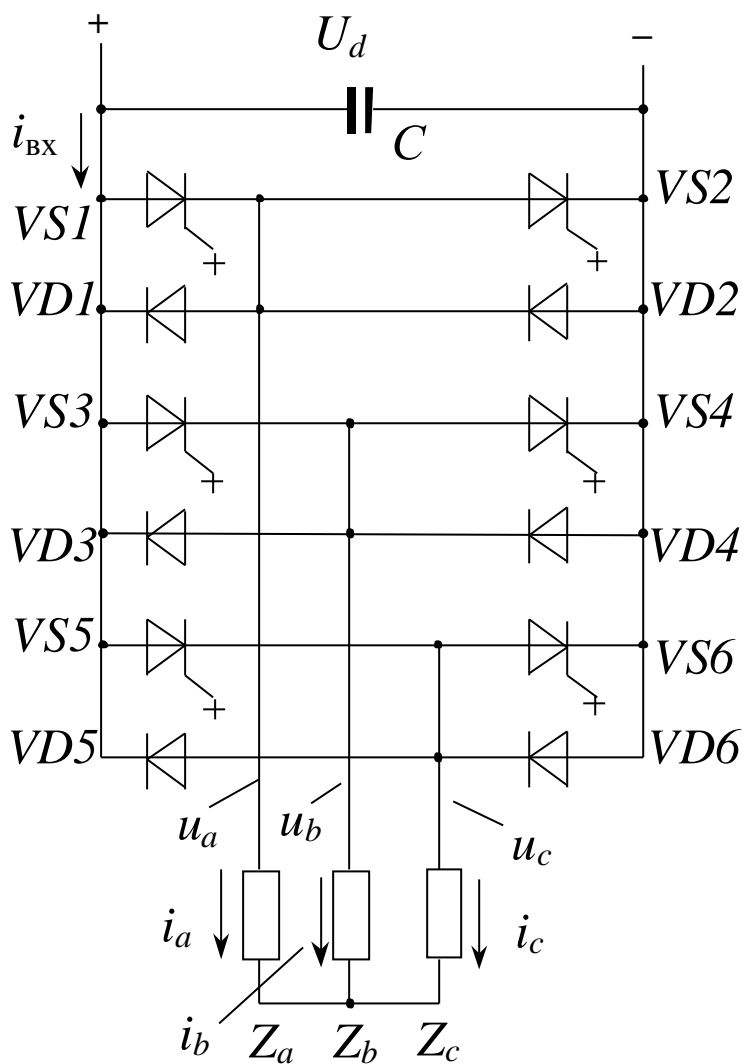 + U_d −
i_вх
C
VS1 VS2
+ +
VD1 VD2
VS3 VS4
+ +
VD3 VD4
VS5 VS6
+ +
VD5 VD6
u_a u_b u_c
i_a i_c
i_b Z_a Z_b Z_c